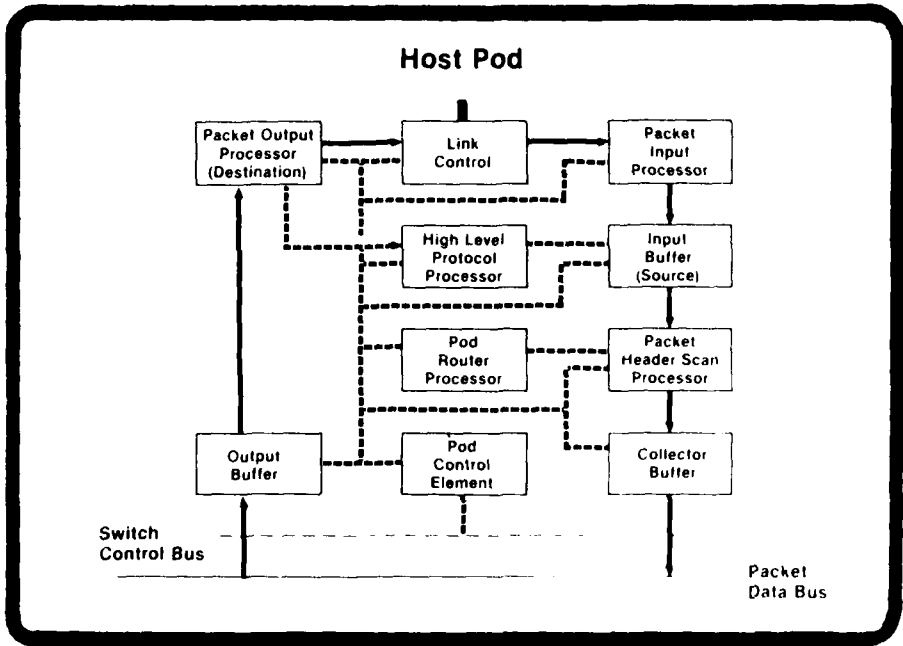 Host Pod
Packet Output
Processor
(Destination)
Link
Control
Packet
Input
Processor
High Level
Protocol
Processor
Input
Buffer
(Source)
Pod
Router
Processor
Packet
Header Scan
Processor
Output
Buffer
Pod
Control
Element
Collector
Buffer
Switch
Control Bus
Packet
Data Bus